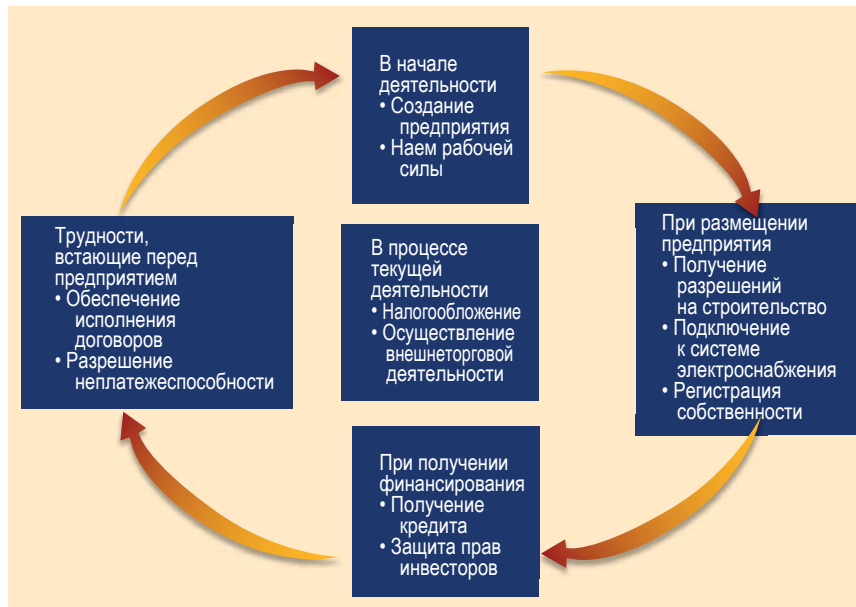 В начале
деятельности
• Создание
предприятия
• Наем рабочей
силы
При размещении
предприятия
• Получение
разрешений
на строительство
• Подключение
к системе
электроснабжения
• Регистрация
собственности
При получении
финансирования
• Получение
кредита
• Защита прав
инвесторов
Трудности,
встающие перед
предприятием
• Обеспечение
исполнения
договоров
• Разрешение
неплатежеспособности
В процессе
текущей
деятельности
• Налогообложение
• Осуществление
внешнеторговой
деятельности